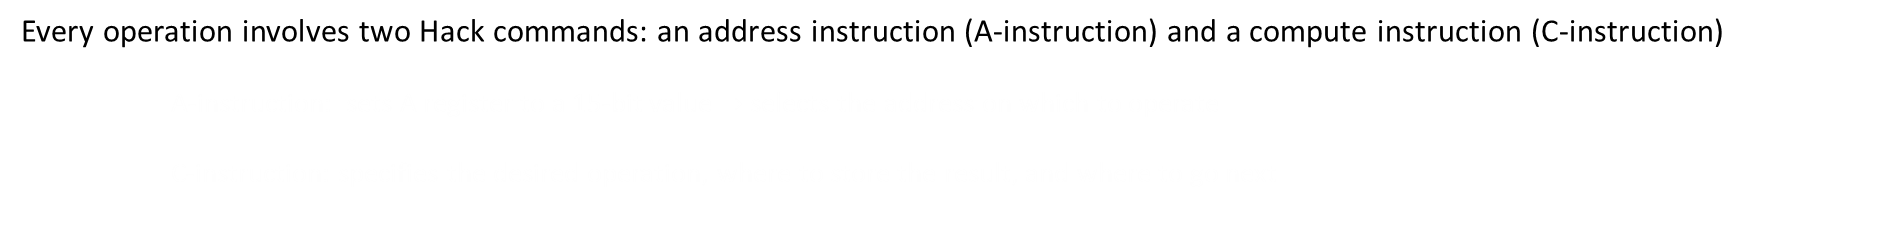 Every operation involves two Hack commands: an address instruction (A-instruction) and a compute instruction (C-instruction)